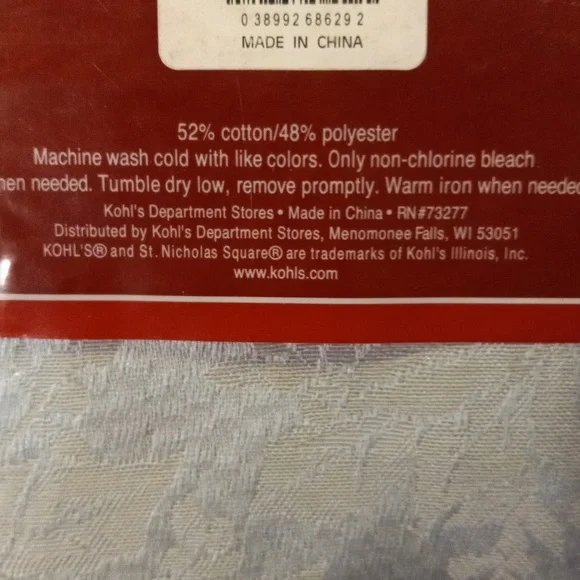 0 38992 68629 2
MADE IN CHINA
52% cotton/48% polyester
Machine wash cold with like colors. Only non-chlorine bleach
needed. Tumble dry low, remove promptly. Warm iron when needed
Kohl's Department Stores • Made in China • RN#73277
Distributed by Kohl's Department Stores, Menomonee Falls, WI 53051
KOHL'S® and St. Nicholas Square® are trademarks of Kohl's Illinois, Inc.
www.kohls.com